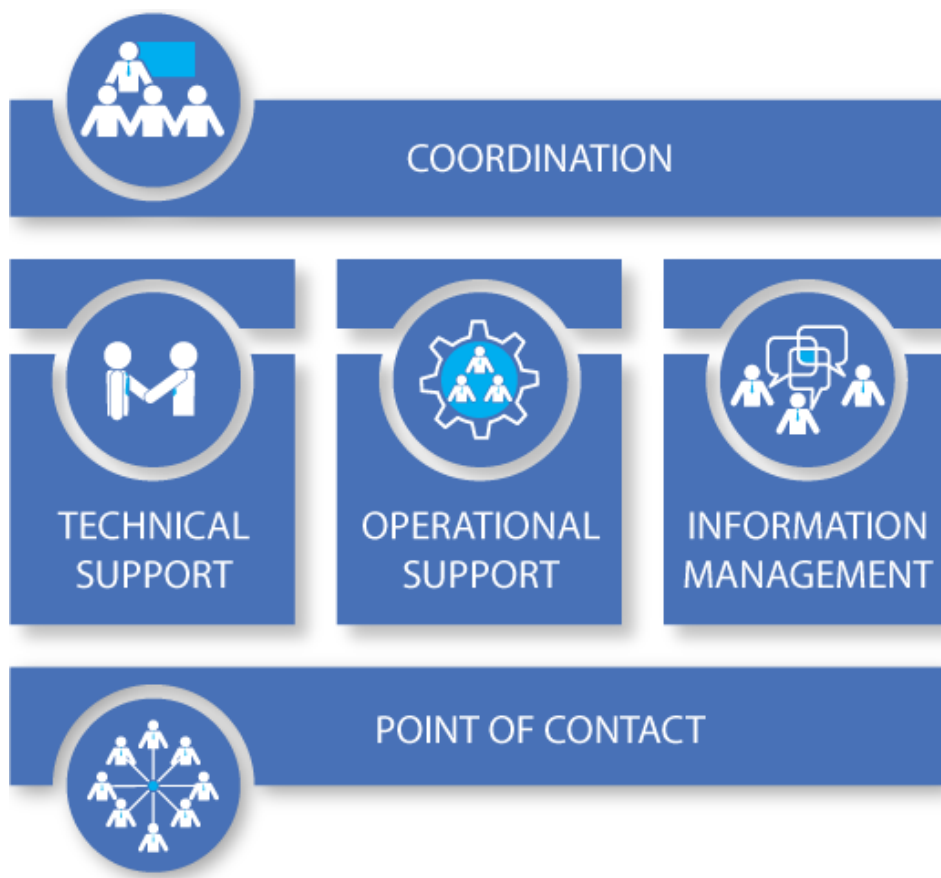 COORDINATION
TECHNICAL
SUPPORT
OPERATIONAL
SUPPORT
INFORMATION
MANAGEMENT
POINT OF CONTACT